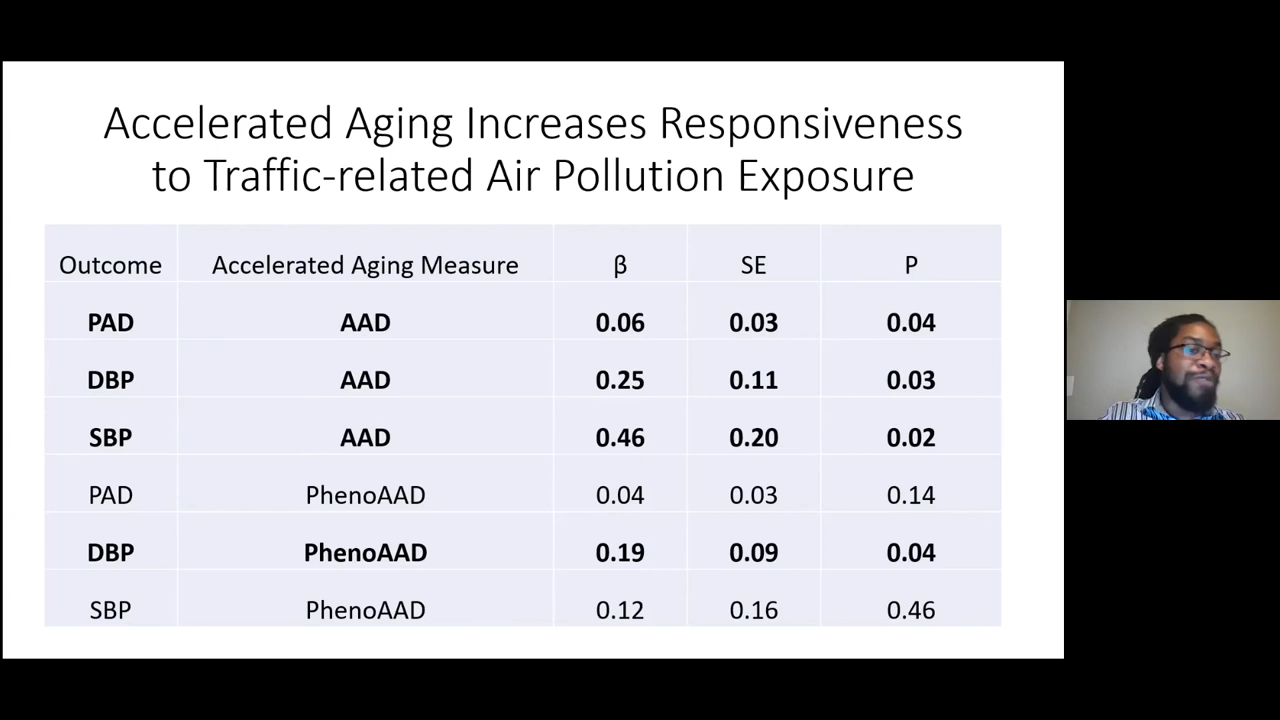 Accelerated Aging Increases Responsiveness
to Traffic-related Air Pollution Exposure
Outcome Accelerated Aging Measure β SE P
PAD AAD 0.06 0.03 0.04
DBP AAD 0.25 0.11 0.03
SBP AAD 0.46 0.20 0.02
PAD PhenoAAD 0.04 0.03 0.14
DBP PhenoAAD 0.19 0.09 0.04
SBP PhenoAAD 0.12 0.16 0.46